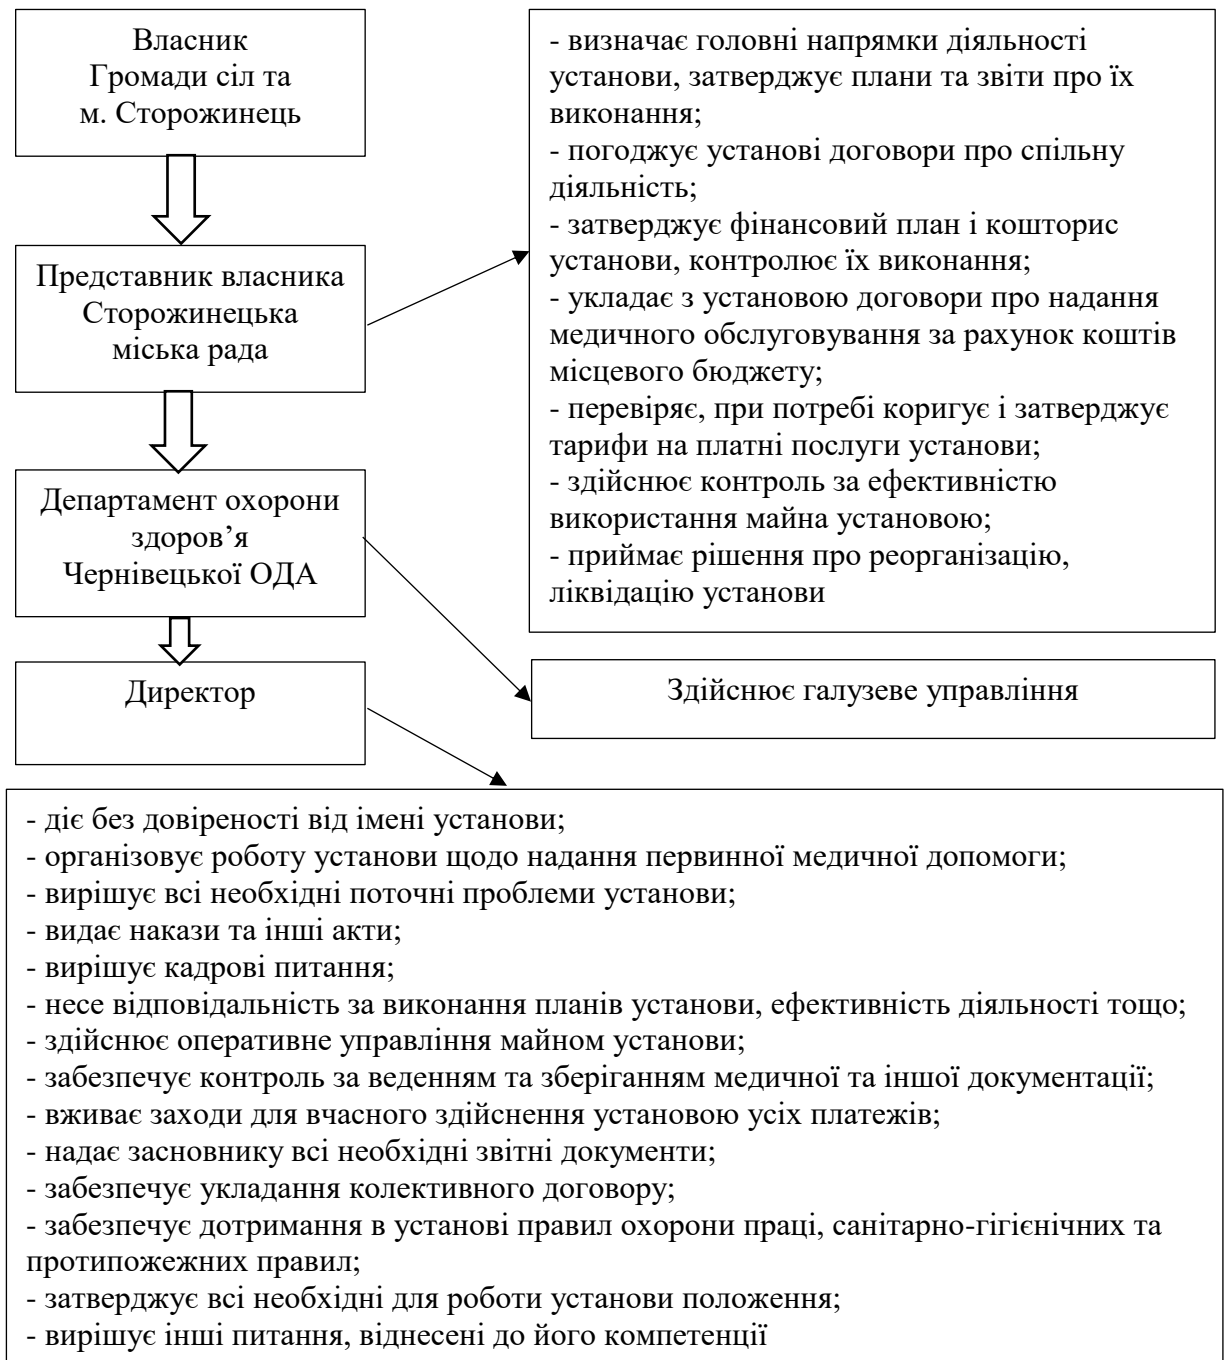 Власник
Громади сіл та
м. Сторожинець
Представник власника
Сторожинецька
міська рада
Департамент охорони
здоров’я
Чернівецької ОДА
Директор
- визначає головні напрямки діяльності
установи, затверджує плани та звіти про їх
виконання;
- погоджує установі договори про спільну
діяльність;
- затверджує фінансовий план і кошторис
установи, контролює їх виконання;
- укладає з установою договори про надання
медичного обслуговування за рахунок коштів
місцевого бюджету;
- перевіряє, при потребі коригує і затверджує
тарифи на платні послуги установи;
- здійснює контроль за ефективністю
використання майна установою;
- приймає рішення про реорганізацію,
ліквідацію установи
Здійснює галузеве управління
- діє без довіреності від імені установи;
- організовує роботу установи щодо надання первинної медичної допомоги;
- вирішує всі необхідні поточні проблеми установи;
- видає накази та інші акти;
- вирішує кадрові питання;
- несе відповідальність за виконання планів установи, ефективність діяльності тощо;
- здійснює оперативне управління майном установи;
- забезпечує контроль за веденням та зберіганням медичної та іншої документації;
- вживає заходи для вчасного здійснення установою усіх платежів;
- надає засновнику всі необхідні звітні документи;
- забезпечує укладання колективного договору;
- забезпечує дотримання в установі правил охорони праці, санітарно-гігієнічних та
протипожежних правил;
- затверджує всі необхідні для роботи установи положення;
- вирішує інші питання, віднесені до його компетенції